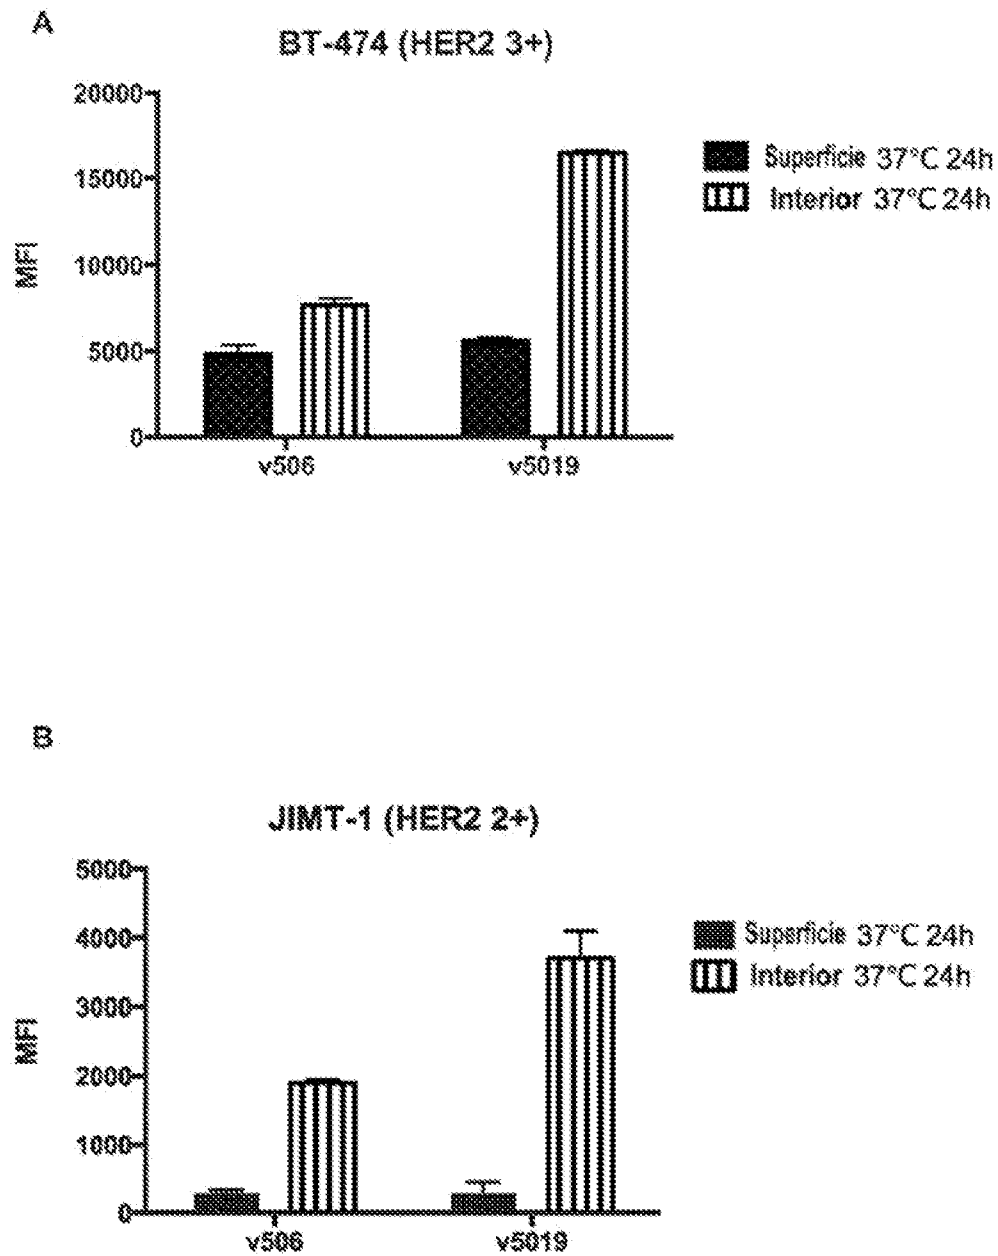 A
BT-474 (HER2 3+)
20000
15000
10000
5000
0
MFI
v506
v5019
Superficie 37°C 24h
Interior 37°C 24h
B
JIMT-1 (HER2 2+)
5000
4000
3000
2000
1000
0
MFI
v506
v5019
Superficie 37°C 24h
Interior 37°C 24h